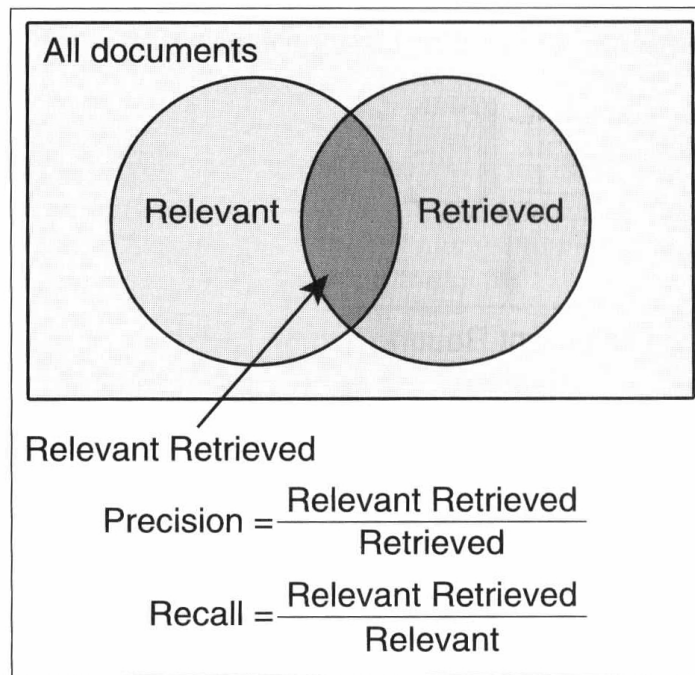 All documents
Relevant
Retrieved
Relevant Retrieved
Precision = Relevant Retrieved
Retrieved
Recall = Relevant Retrieved
Relevant